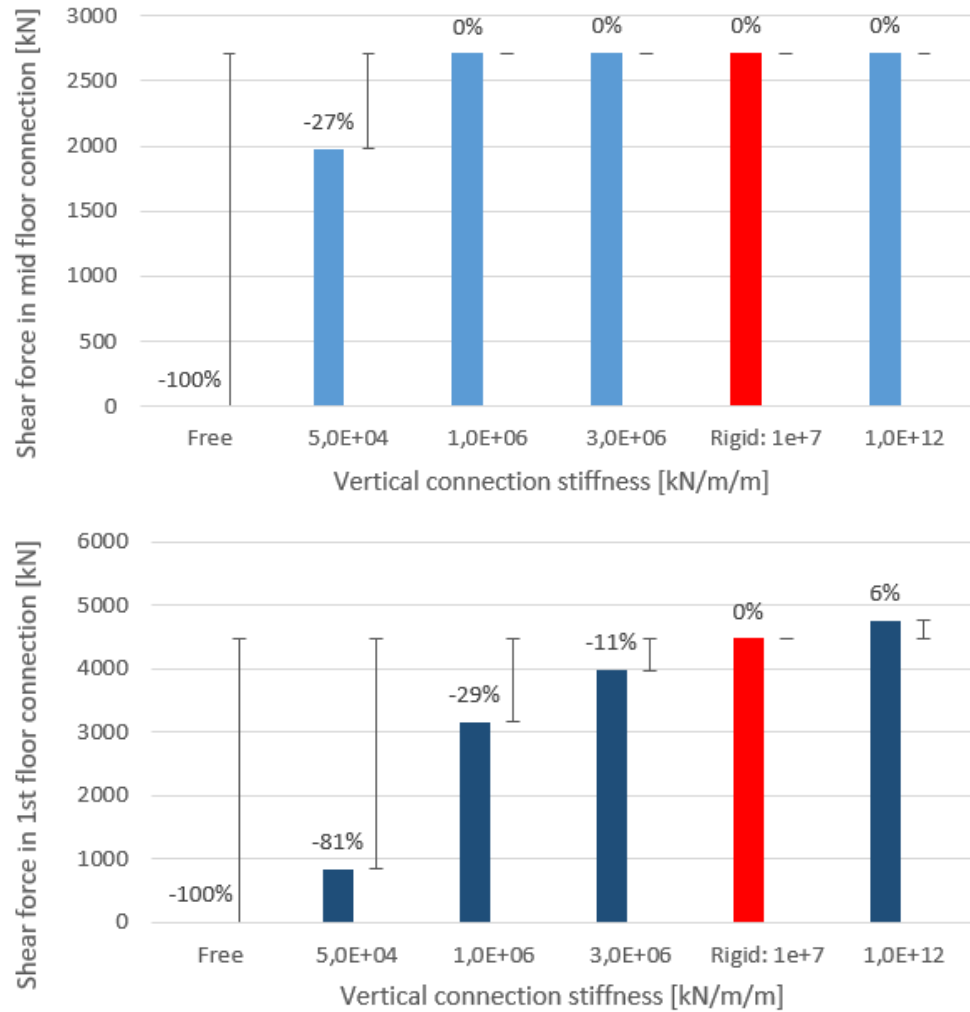 Shear force in mid floor connection [kN]
3000
2500
2000
1500
1000
500
0
-100%
-27%
0%
0%
0%
0%
Free
5,0E+04
1,0E+06
3,0E+06
Rigid: 1e+7
1,0E+12
Vertical connection stiffness [kN/m/m]
Shear force in 1st floor connection [kN]
6000
5000
4000
3000
2000
1000
0
-100%
-81%
-29%
-11%
0%
6%
Free
5,0E+04
1,0E+06
3,0E+06
Rigid: 1e+7
1,0E+12
Vertical connection stiffness [kN/m/m]